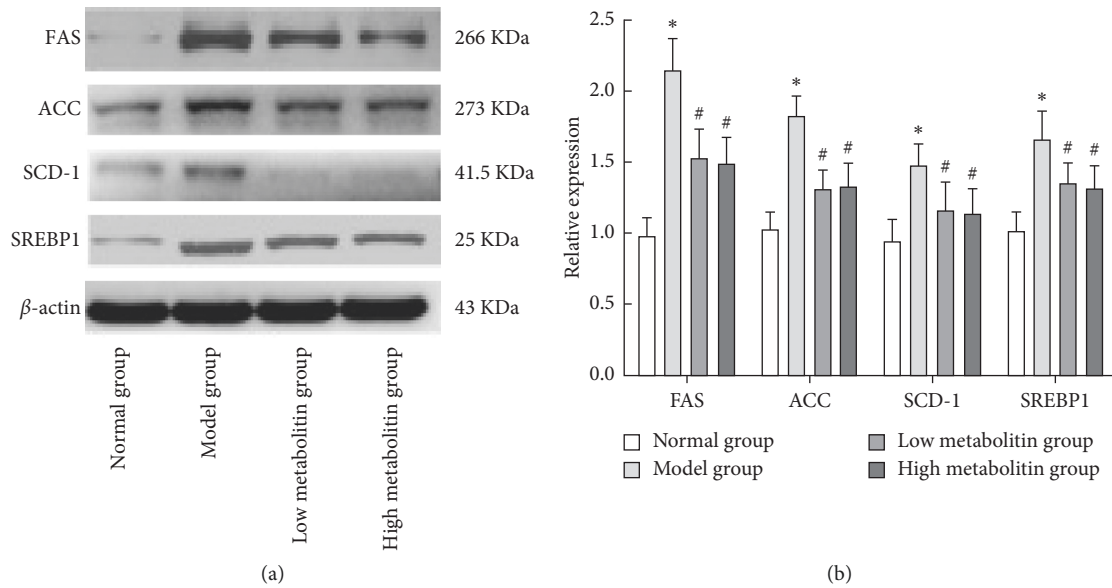 FAS
266 KDa
ACC
273 KDa
SCD-1
41.5 KDa
SREBP1
25 KDa
β-actin
43 KDa
Normal group
Model group
Low metabolitin group
High metabolitin group
(a)
Relative expression
2.5
2.0
1.5
1.0
0.5
0.0
*
#
#
*
#
#
*
#
#
*
#
#
FAS
ACC
SCD-1
SREBP1
Normal group
Model group
Low metabolitin group
High metabolitin group
(b)